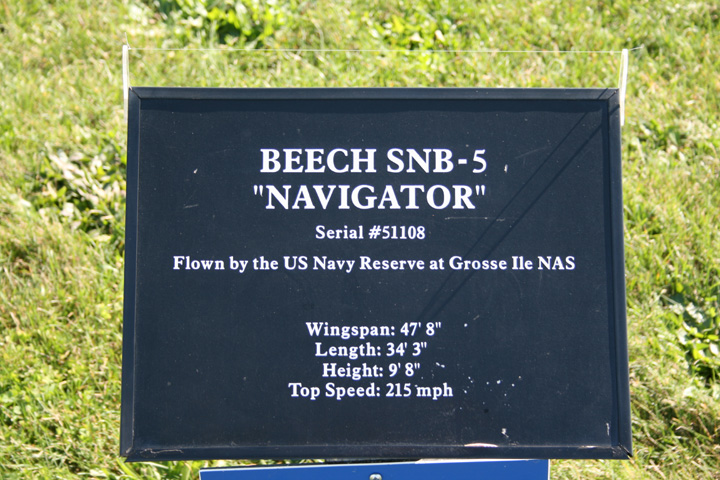 BEECH SNB-5
"NAVIGATOR"
Serial #51108
Flown by the US Navy Reserve at Grosse Ile NAS
Wingspan: 47' 8"
Length: 34' 3"
Height: 9' 8"
Top Speed: 215 mph